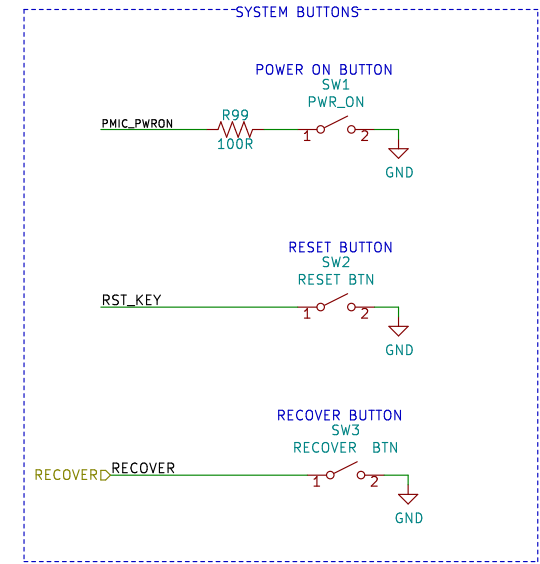 SYSTEM BUTTONS
POWER ON BUTTON
SW1
PWR_ON
PMIC_PWRON
R99
100R
1
2
GND
RESET BUTTON
SW2
RESET BTN
RST_KEY
1
2
GND
RECOVER BUTTON
SW3
RECOVER BTN
RECOVER
RECOVER
1
2
GND